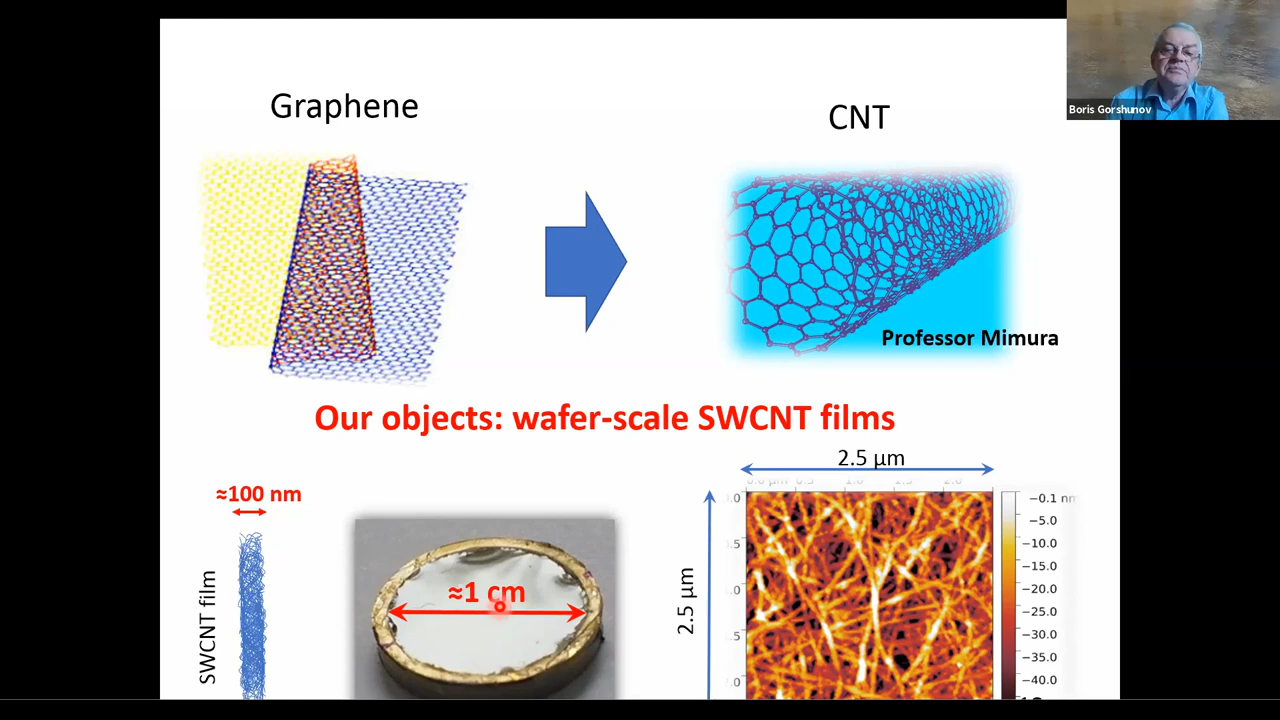 Boris Gorshunov
Graphene
CNT
Professor Mimura
Our objects: wafer-scale SWCNT films
2.5 µm
≈100 nm
−0.1 nm
−5.0
−10.0
−15.0
−20.0
−25.0
−30.0
−35.0
−40.0
≈1 cm
2.5 µm
SWCNT film